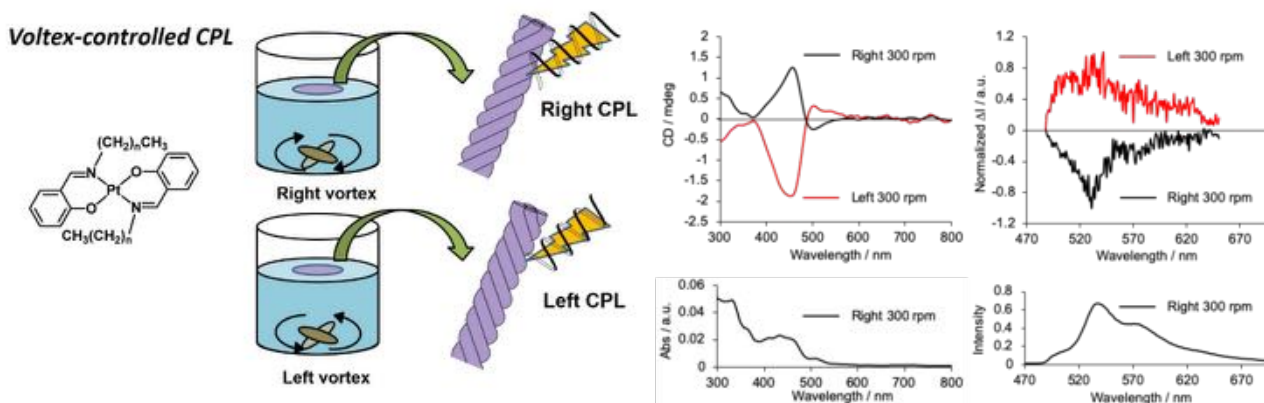 Voltex-controlled CPL
(CH₂)ₙCH₃
N
O
Pt
O
N
CH₃(CH₂)ₙ
Right vortex
Right CPL
Left vortex
Left CPL
CD / mdeg
2
1.5
1
0.5
0
-0.5
-1
-1.5
-2
-2.5
Right 300 rpm
Left 300 rpm
300 400 500 600 700 800
Wavelength / nm
Normalized ΔI / a.u.
1.2
0.8
0.4
0
-0.4
-0.8
-1.2
Left 300 rpm
Right 300 rpm
470 520 570 620 670
Wavelength / nm
Abs / a.u.
0.06
0.04
0.02
0
Right 300 rpm
300 400 500 600 700 800
Wavelength / nm
Intensity
0.8
0.6
0.4
0.2
0
Right 300 rpm
470 520 570 620 670
Wavelength / nm